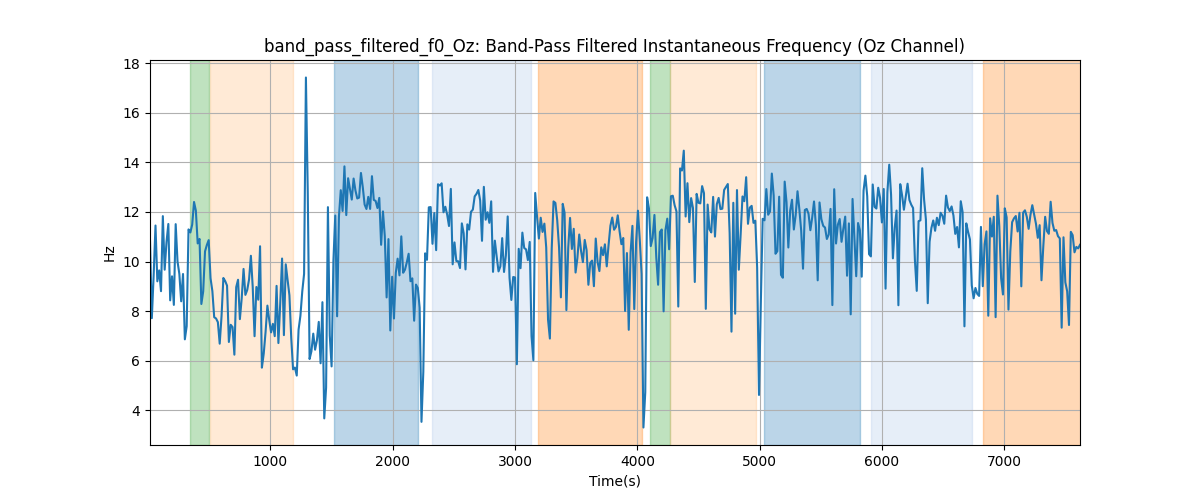 band_pass_filtered_f0_Oz: Band-Pass Filtered Instantaneous Frequency (Oz Channel)
18
16
14
12
10
8
6
4
Hz
1000 2000 3000 4000 5000 6000 7000
Time(s)